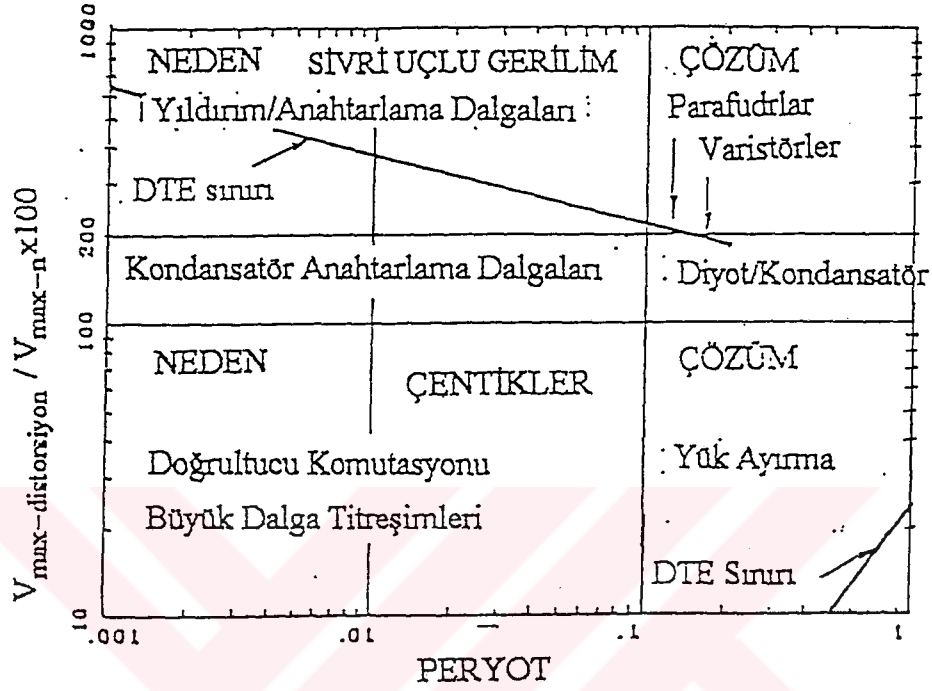 1000
NEDEN SİVRİ UÇLU GERİLİM ÇÖZÜM
Yıldırım/Anahtarlama Dalgaları : Parafudrlar
Varistörler
DTE sınırı
200
Kondansatör Anahtarlama Dalgaları : Diyot/Kondansatör
100
NEDEN ÇENTİKLER ÇÖZÜM
Doğrultucu Komutasyonu : Yük Ayırma
Büyük Dalga Titreşimleri
DTE Sınırı
10
V max-distorsiyon / V max-n x100
.001 .01 .1 1
PERYOT